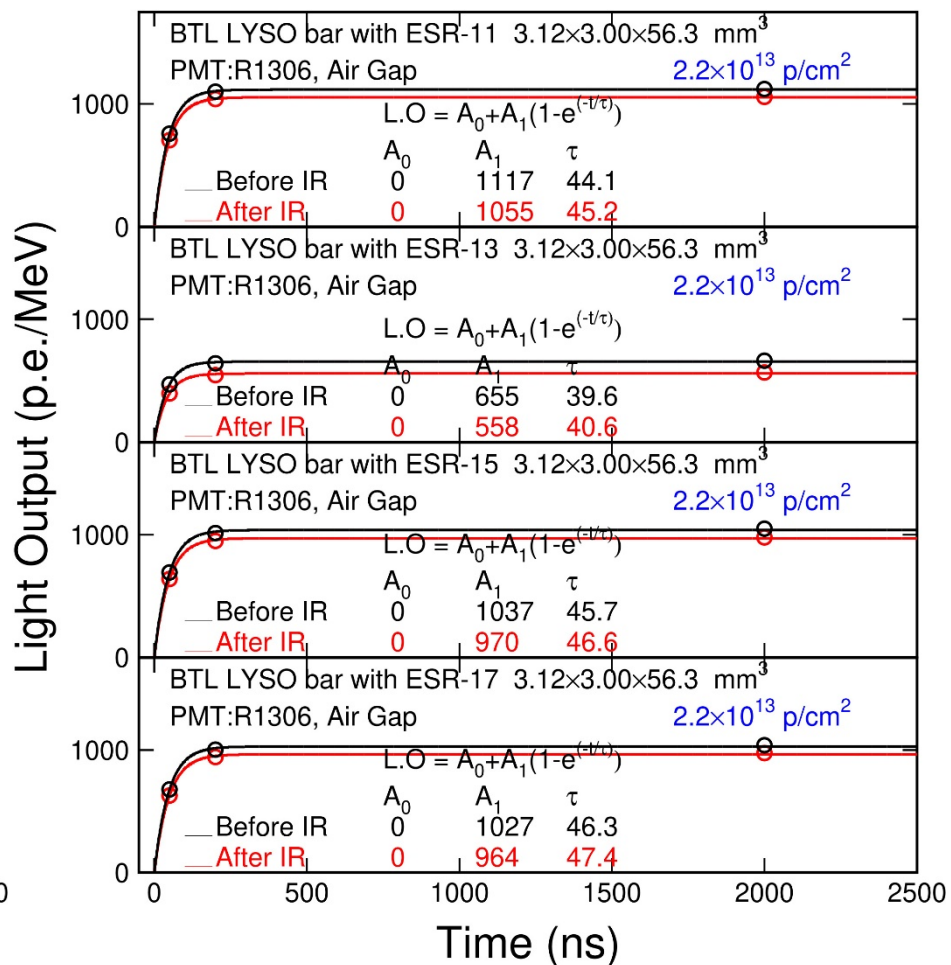 Light Output (p.e./MeV)
BTL LYSO bar with ESR-11 3.12×3.00×56.3 mm³
PMT:R1306, Air Gap 2.2×10¹³ p/cm²
1000
L.O = A₀+A₁(1-e^(-t/τ))
A₀ A₁ τ
Before IR 0 1117 44.1
After IR 0 1055 45.2
0
BTL LYSO bar with ESR-13 3.12×3.00×56.3 mm³
PMT:R1306, Air Gap 2.2×10¹³ p/cm²
1000
L.O = A₀+A₁(1-e^(-t/τ))
A₀ A₁ τ
Before IR 0 655 39.6
After IR 0 558 40.6
0
BTL LYSO bar with ESR-15 3.12×3.00×56.3 mm³
PMT:R1306, Air Gap 2.2×10¹³ p/cm²
1000
L.O = A₀+A₁(1-e^(-t/τ))
A₀ A₁ τ
Before IR 0 1037 45.7
After IR 0 970 46.6
0
BTL LYSO bar with ESR-17 3.12×3.00×56.3 mm³
PMT:R1306, Air Gap 2.2×10¹³ p/cm²
1000
L.O = A₀+A₁(1-e^(-t/τ))
A₀ A₁ τ
Before IR 0 1027 46.3
After IR 0 964 47.4
0
0 0 500 1000 1500 2000 2500
Time (ns)